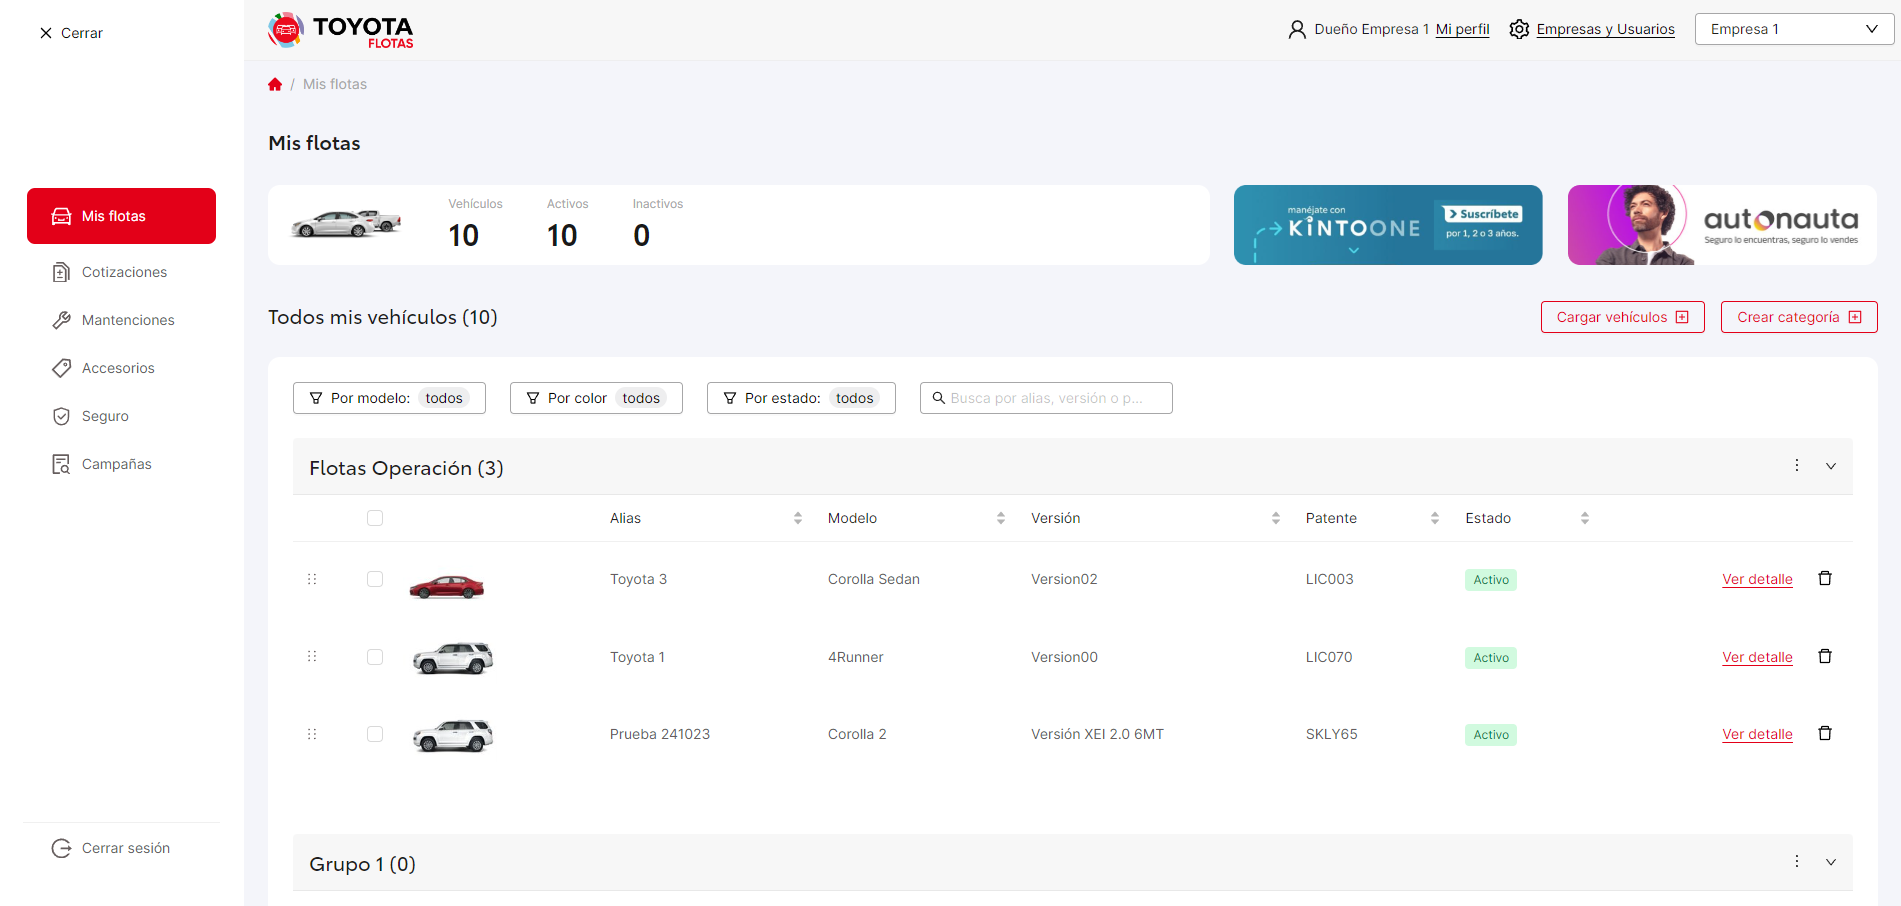 Cerrar
TOYOTA
FLOTAS
Dueño Empresa 1 Mi perfil
Empresas y Usuarios
Empresa 1
/ Mis flotas
Mis flotas
Mis flotas
Cotizaciones
Mantenciones
Accesorios
Seguro
Campañas
Cerrar sesión
Vehículos Activos Inactivos
10 10 0
manéjate con
KINTO ONE
Suscríbete
por 1, 2 o 3 años.
autonauta
Seguro lo encuentras, seguro lo vendes
Todos mis vehículos (10)
Cargar vehículos
Crear categoría
Por modelo: todos
Por color todos
Por estado: todos
Busca por alias, versión o p...
Flotas Operación (3)
Alias Modelo Versión Patente Estado
Toyota 3 Corolla Sedan Version02 LIC003 Activo Ver detalle
Toyota 1 4Runner Version00 LIC070 Activo Ver detalle
Prueba 241023 Corolla 2 Versión XEI 2.0 6MT SKLY65 Activo Ver detalle
Grupo 1 (0)